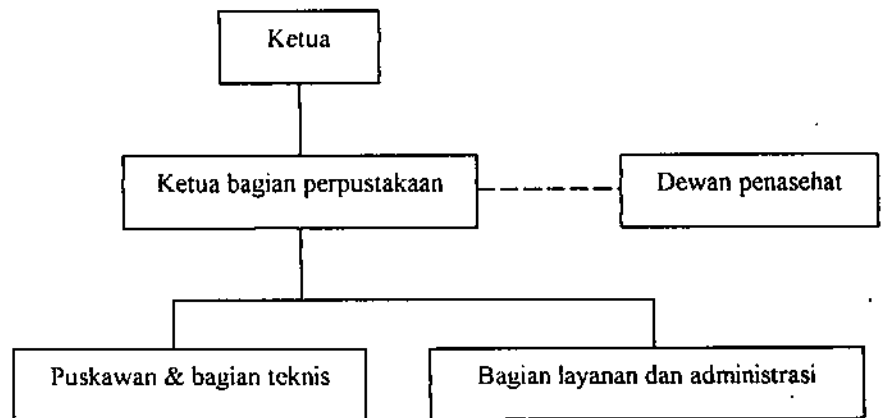 Ketua
Ketua bagian perpustakaan
Dewan penasehat
Puskawan & bagian teknis
Bagian layanan dan administrasi